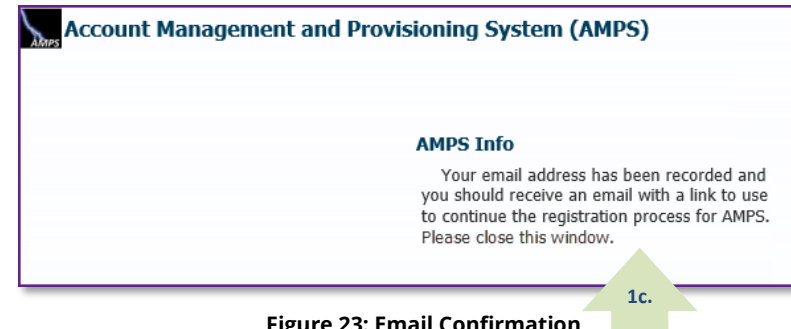 AMPS
Account Management and Provisioning System (AMPS)
AMPS Info
Your email address has been recorded and
you should receive an email with a link to use
to continue the registration process for AMPS.
Please close this window.
1c.
Figure 23: Email Confirmation